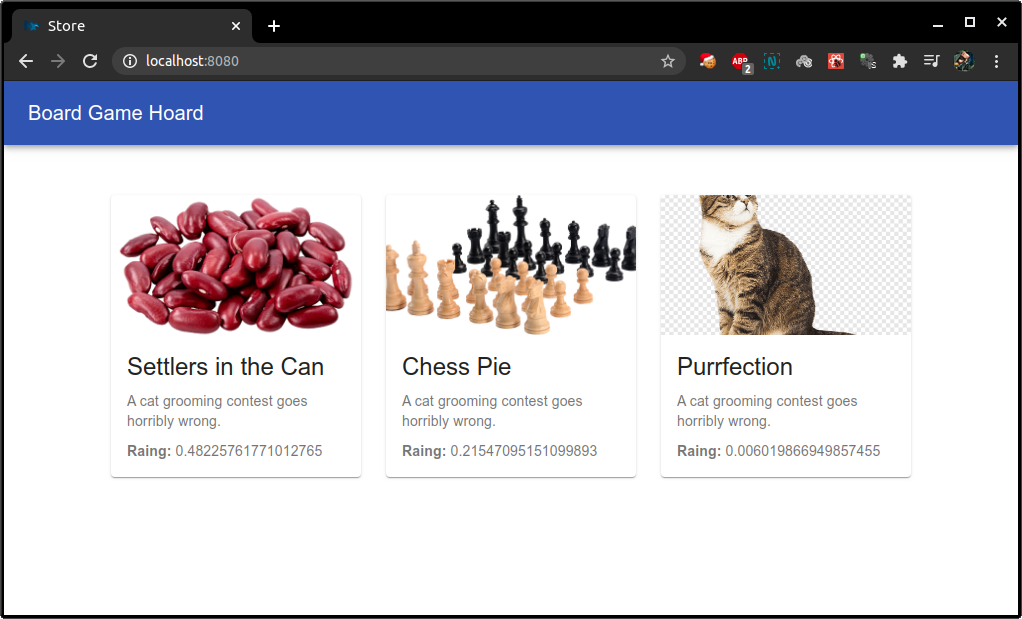 Store
localhost:8080
ABP
2
N
S
Board Game Hoard
Settlers in the Can
A cat grooming contest goes
horribly wrong.
Raing: 0.48225761771012765
Chess Pie
A cat grooming contest goes
horribly wrong.
Raing: 0.21547095151099893
Purrfection
A cat grooming contest goes
horribly wrong.
Raing: 0.006019866949857455